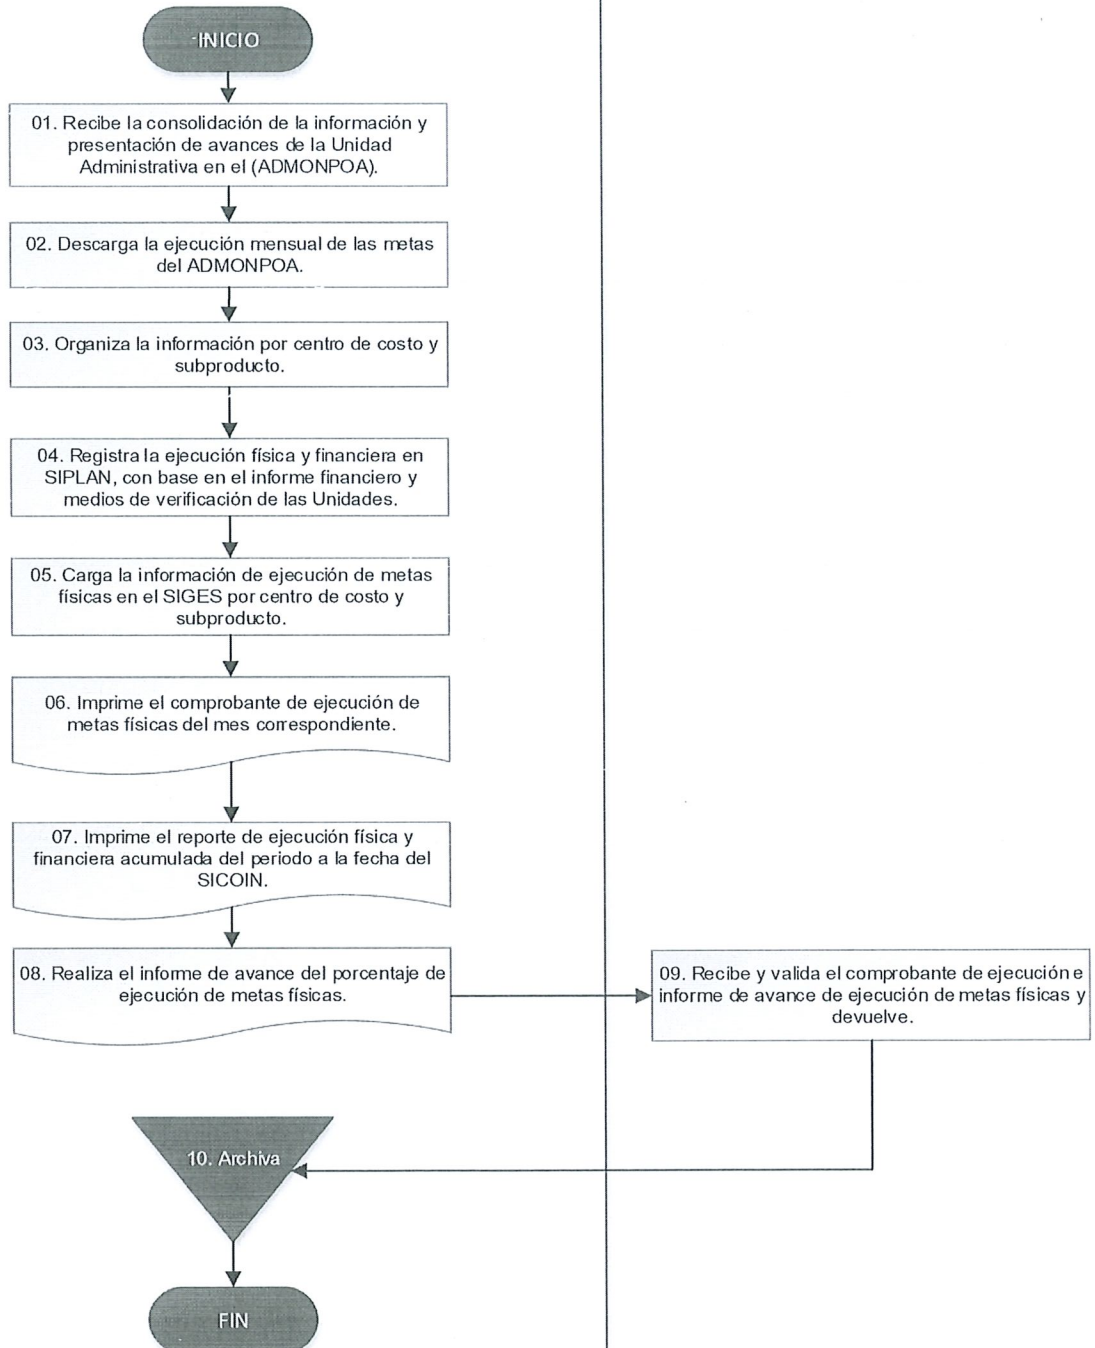 INICIO
01. Recibe la consolidación de la información y
presentación de avances de la Unidad
Administrativa en el (ADMONPOA).
02. Descarga la ejecución mensual de las metas
del ADMONPOA.
03. Organiza la información por centro de costo y
subproducto.
04. Registra la ejecución física y financiera en
SIPLAN, con base en el informe financiero y
medios de verificación de las Unidades.
05. Carga la información de ejecución de metas
físicas en el SIGES por centro de costo y
subproducto.
06. Imprime el comprobante de ejecución de
metas físicas del mes correspondiente.
07. Imprime el reporte de ejecución física y
financiera acumulada del periodo a la fecha del
SICOIN.
08. Realiza el informe de avance del porcentaje de
ejecución de metas físicas.
09. Recibe y valida el comprobante de ejecución e
informe de avance de ejecución de metas físicas y
devuelve.
10. Archiva
FIN